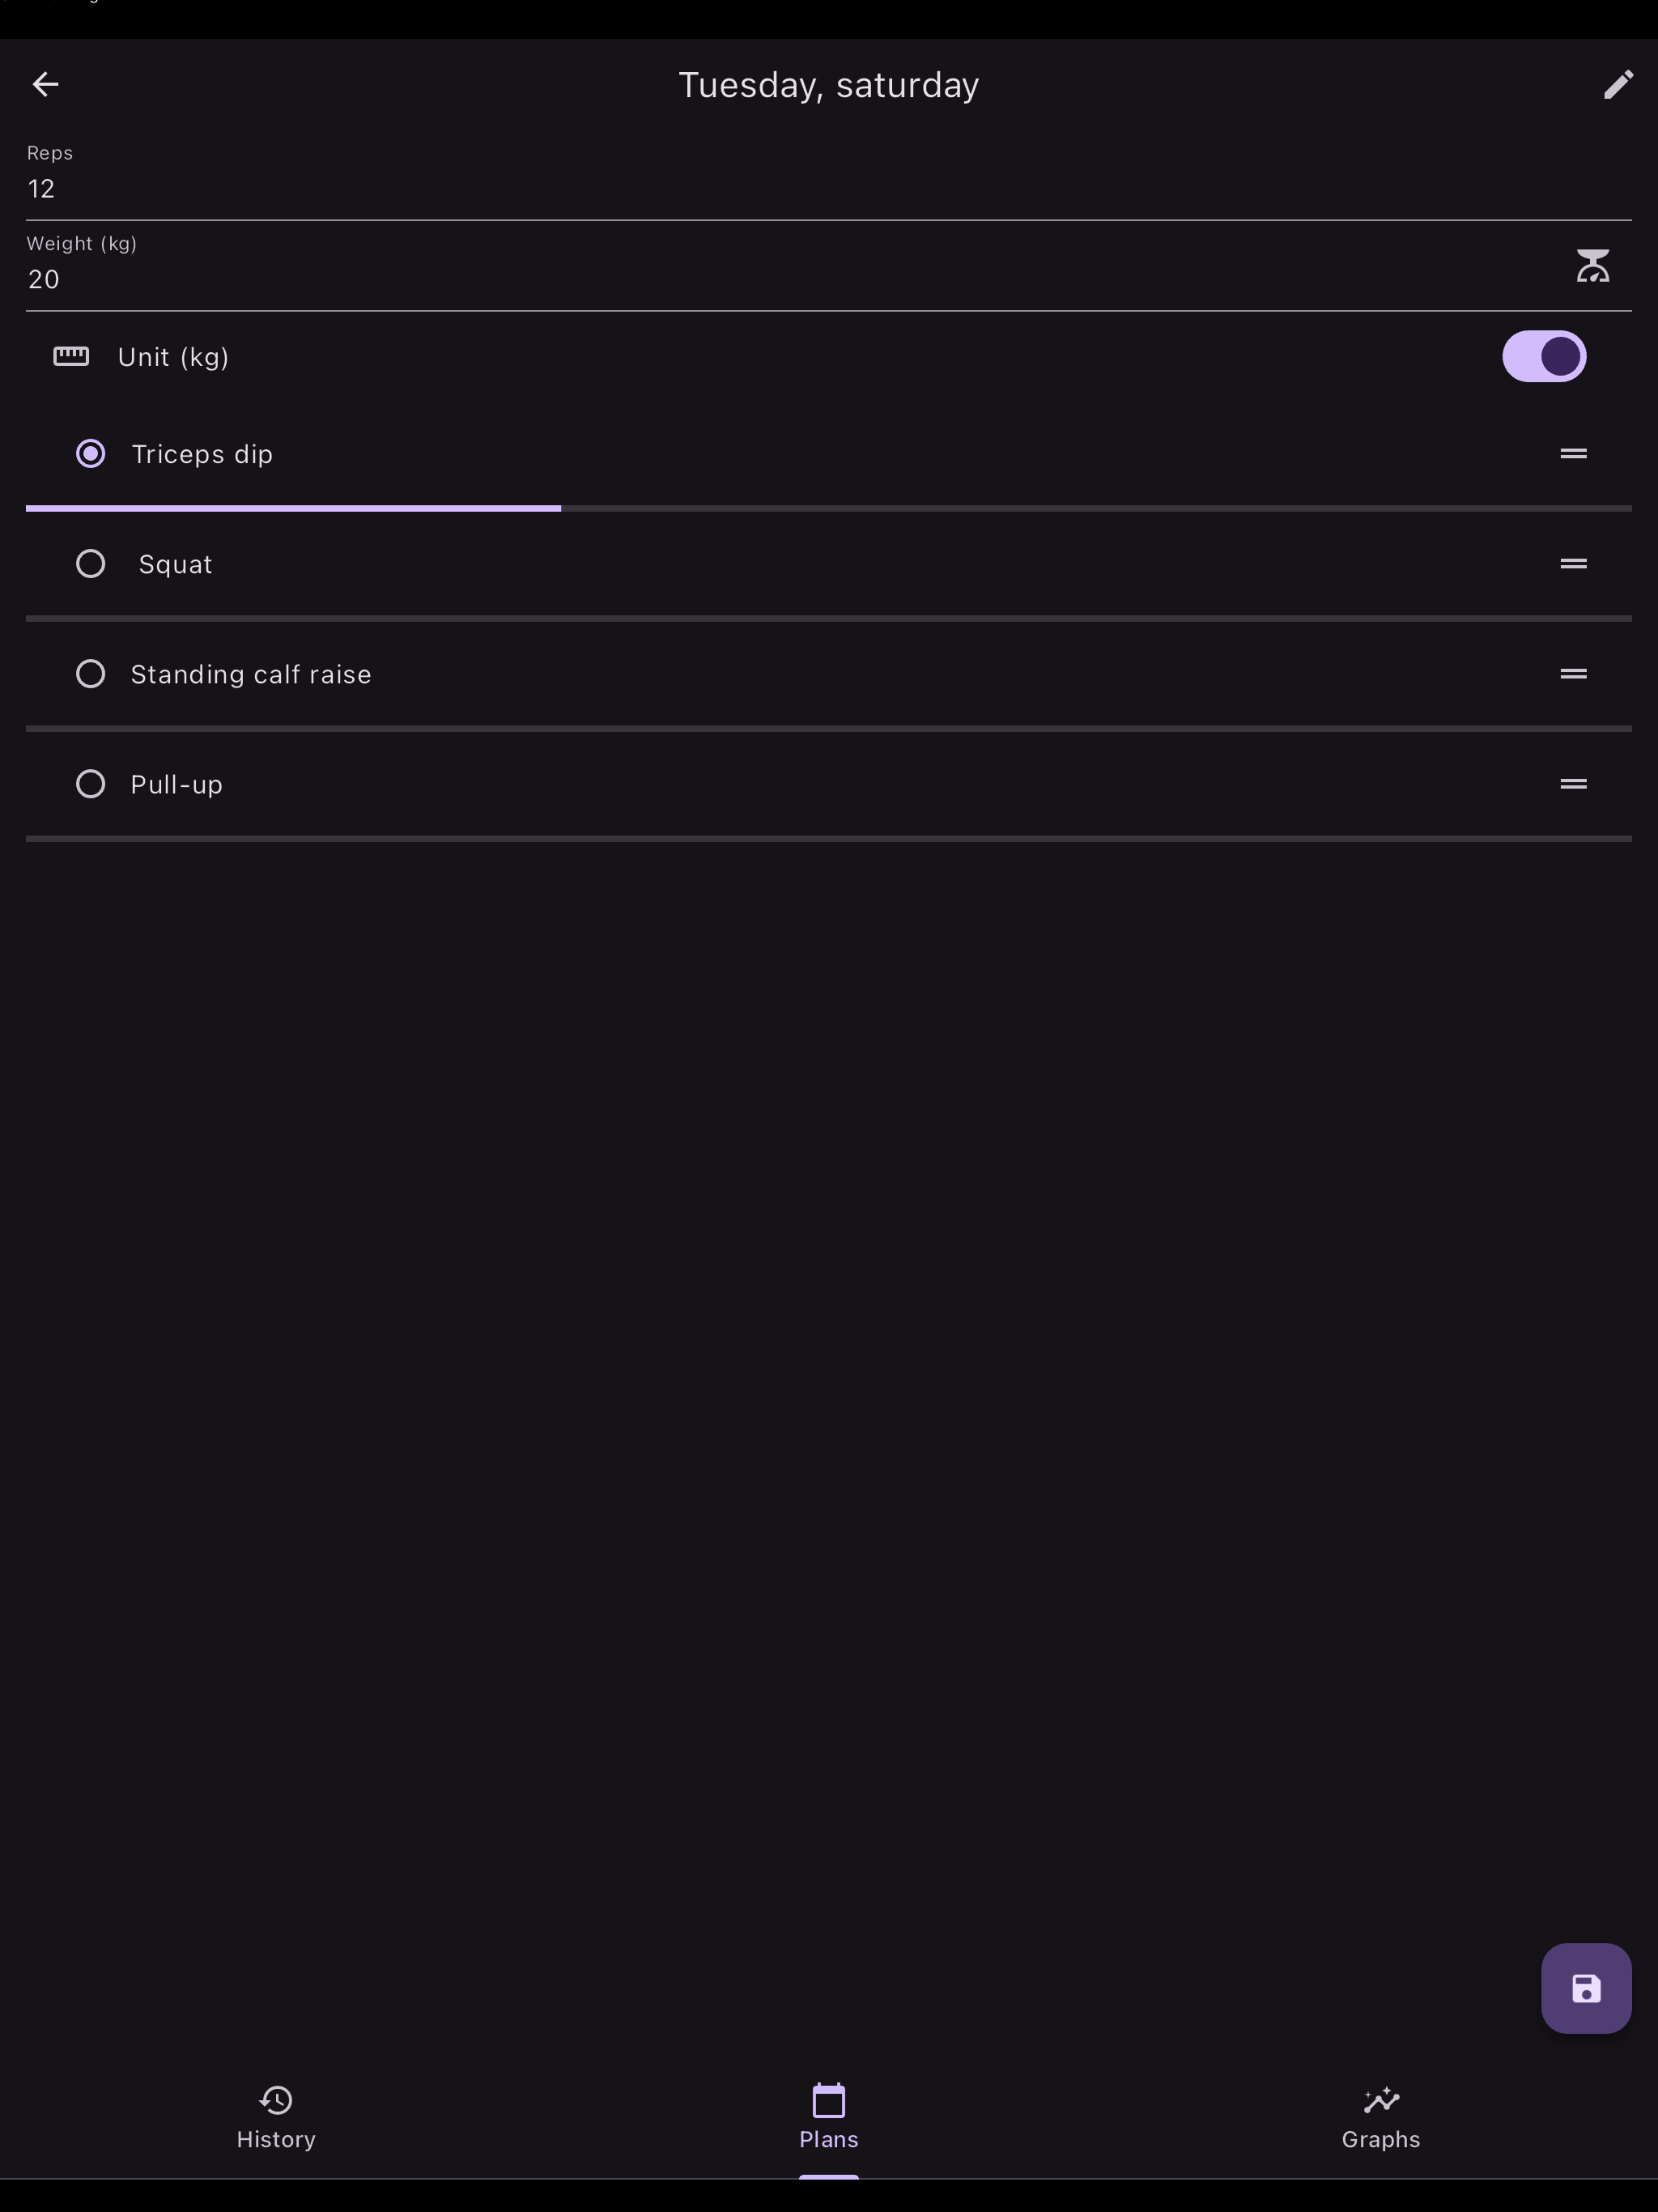 Tuesday, saturday
Reps
12
Weight (kg)
20
Unit (kg)
Triceps dip
Squat
Standing calf raise
Pull-up
History
Plans
Graphs